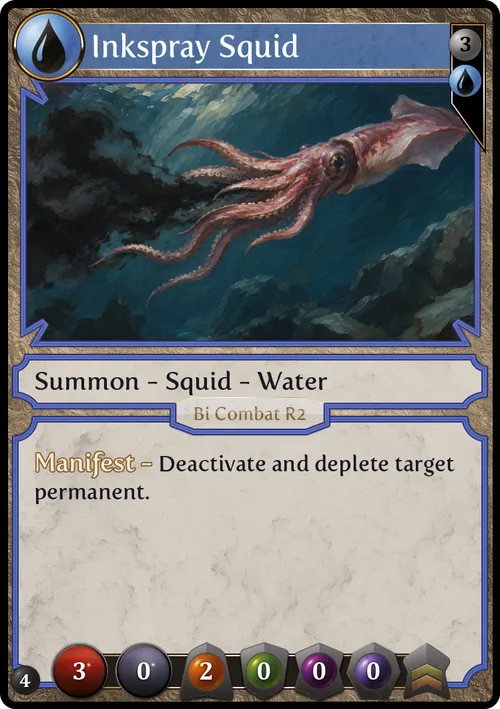 Inkspray Squid
3
Summon - Squid - Water
Bi Combat R2
Manifest - Deactivate and deplete target
permanent.
4
3*
0*
2
0
0
0